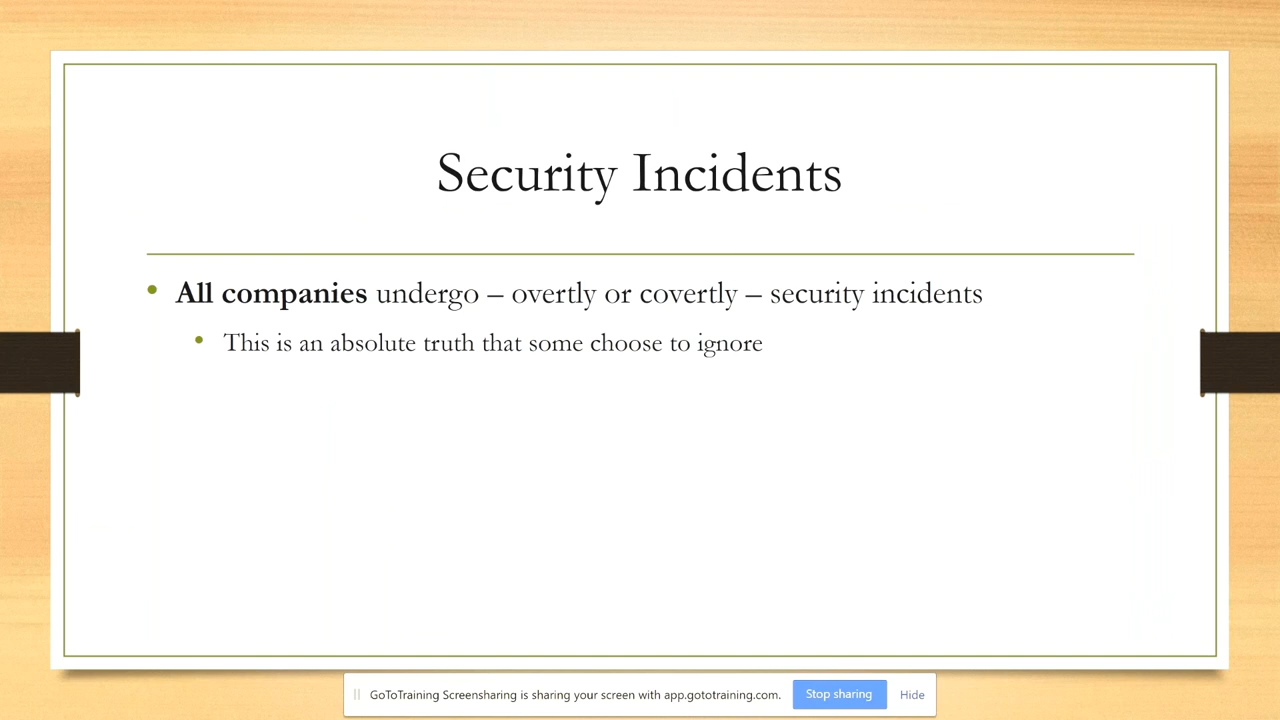 Security Incidents
All companies undergo – overtly or covertly – security incidents
This is an absolute truth that some choose to ignore
GoToTraining Screensharing is sharing your screen with app.gototraining.com. Stop sharing Hide